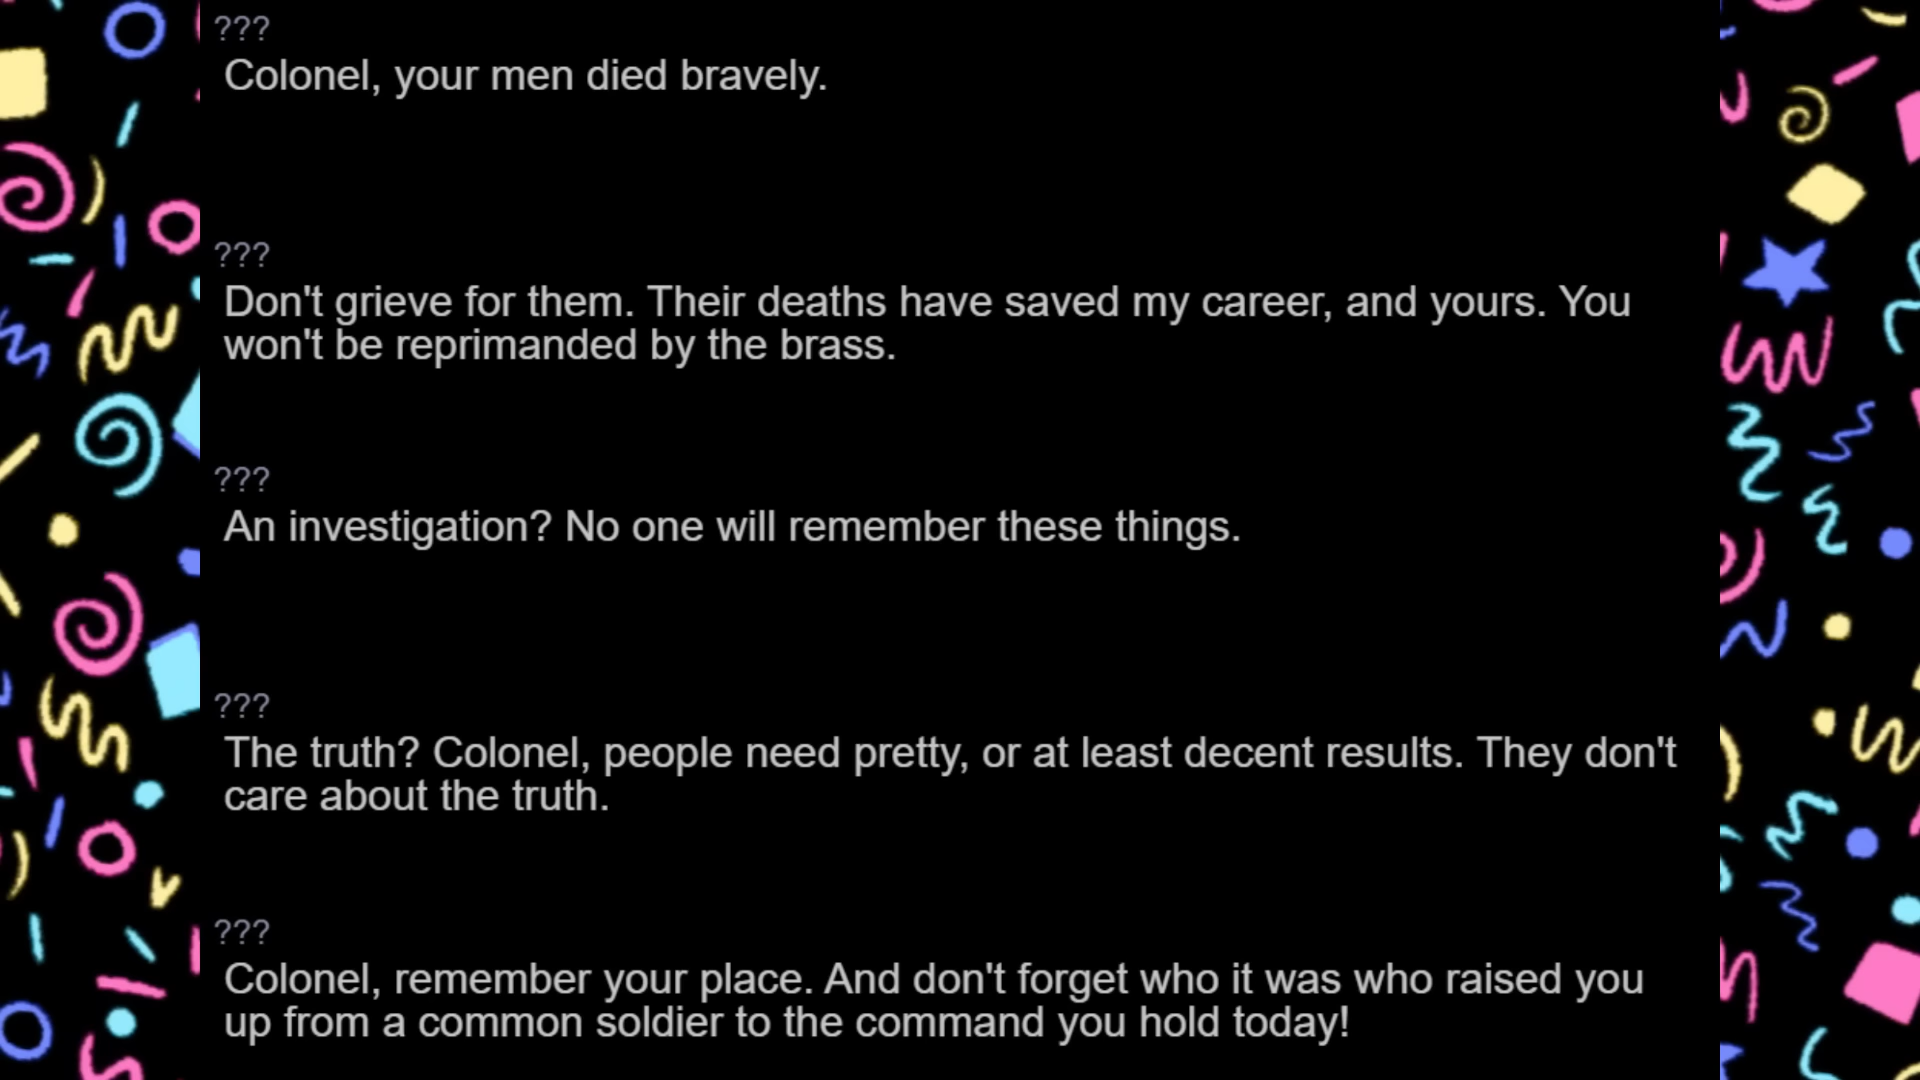 ???
Colonel, your men died bravely.
???
Don't grieve for them. Their deaths have saved my career, and yours. You
won't be reprimanded by the brass.
???
An investigation? No one will remember these things.
???
The truth? Colonel, people need pretty, or at least decent results. They don't
care about the truth.
???
Colonel, remember your place. And don't forget who it was who raised you
up from a common soldier to the command you hold today!